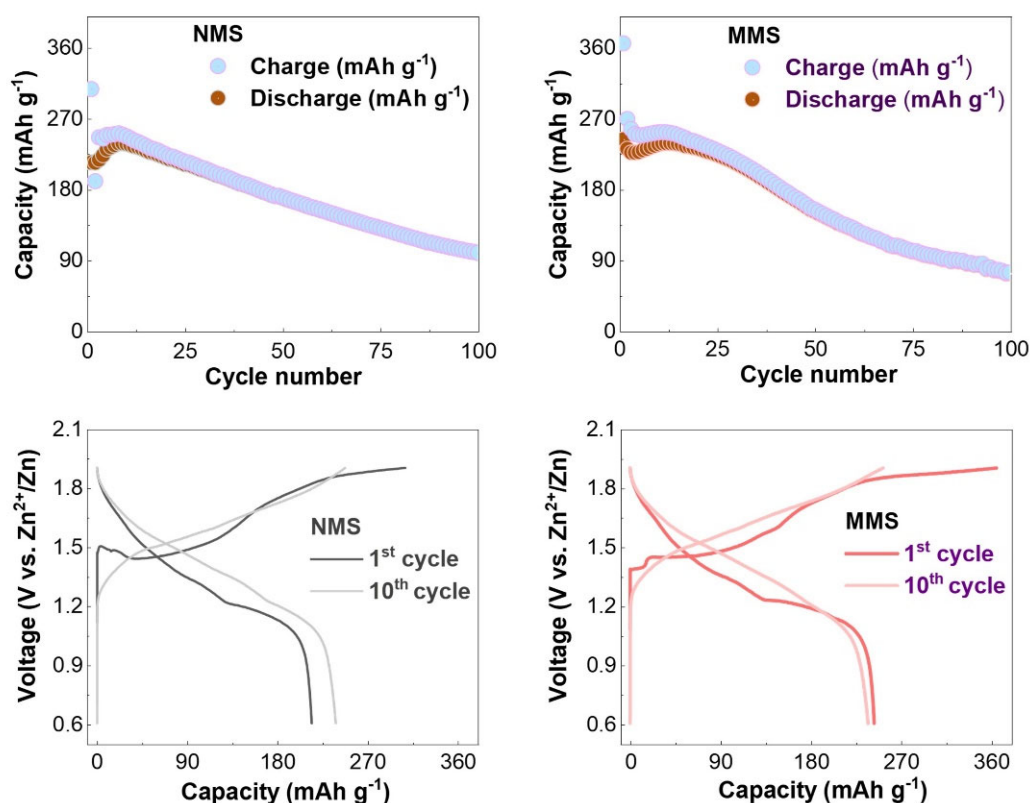 NMS
Charge (mAh g⁻¹)
Discharge (mAh g⁻¹)
Capacity (mAh g⁻¹)
360
270
180
90
0
0 25 50 75 100
Cycle number
MMS
Charge (mAh g⁻¹)
Discharge (mAh g⁻¹)
Capacity (mAh g⁻¹)
360
270
180
90
0
0 25 50 75 100
Cycle number
NMS
1ˢᵗ cycle
10ᵗʰ cycle
Voltage (V vs. Zn²⁺/Zn)
2.1
1.8
1.5
1.2
0.9
0.6
0 90 180 270 360
Capacity (mAh g⁻¹)
MMS
1ˢᵗ cycle
10ᵗʰ cycle
Voltage (V vs. Zn²⁺/Zn)
2.1
1.8
1.5
1.2
0.9
0.6
0 90 180 270 360
Capacity (mAh g⁻¹)